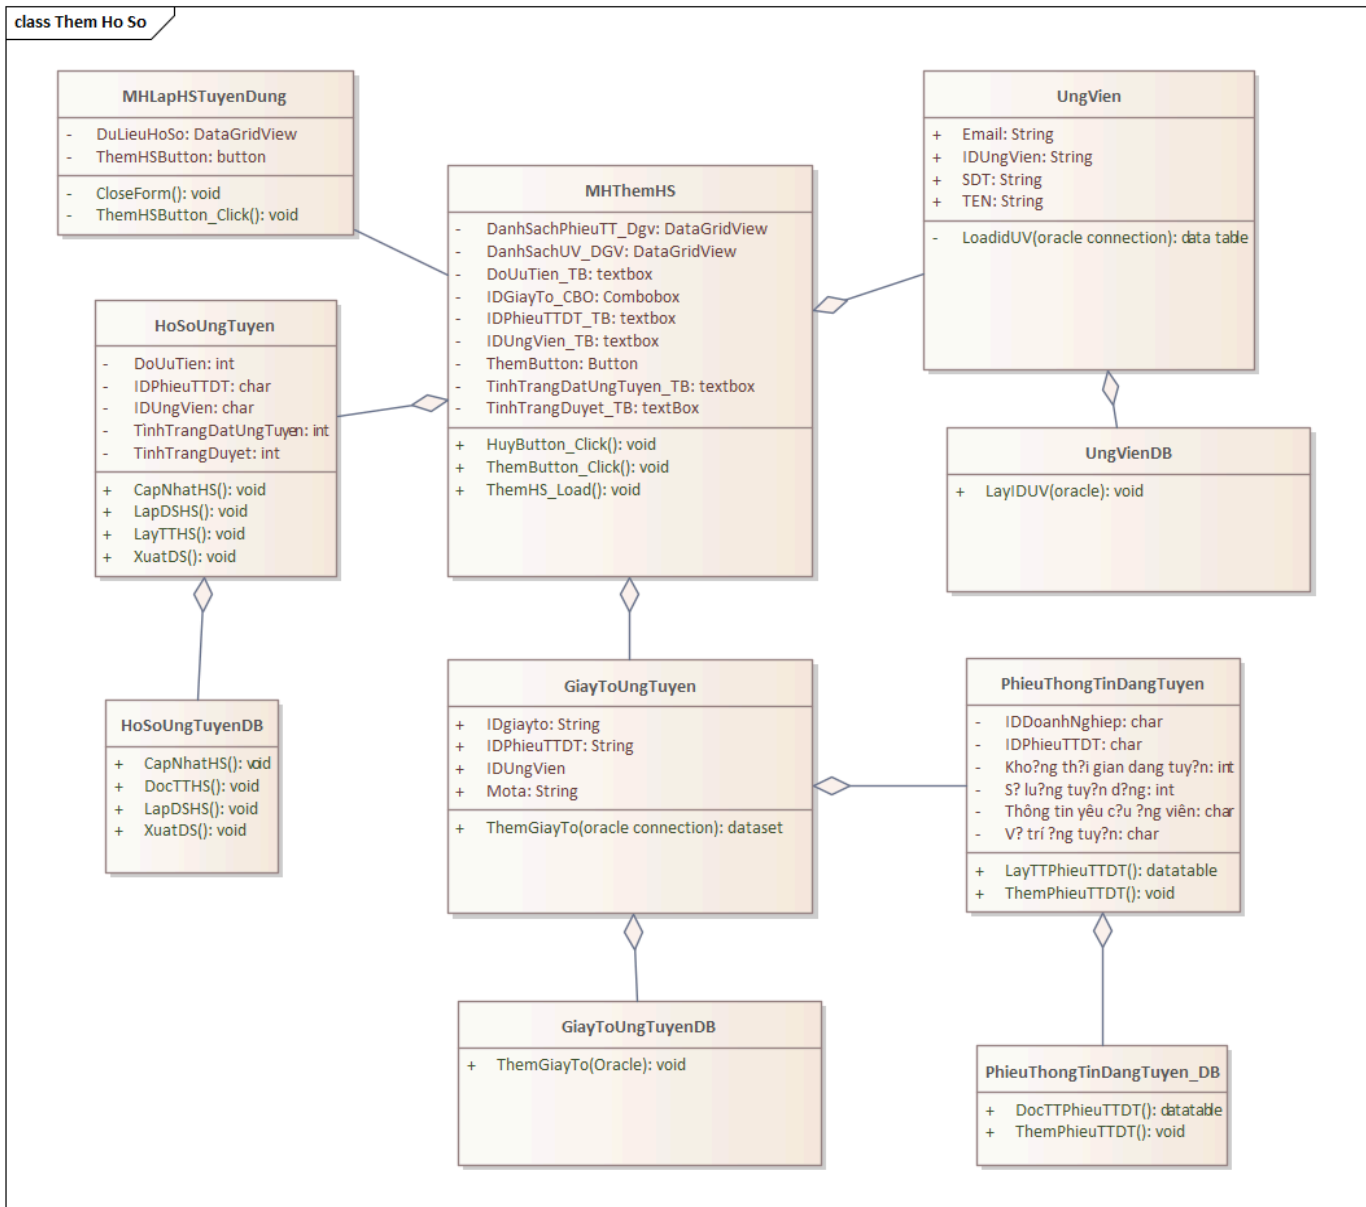 class Them Ho So
MHLapHSTuyenDung
- DuLieuHoSo: DataGridView
- ThemHSButton: button
- CloseForm(): void
- ThemHSButton_Click(): void
UngVien
+ Email: String
+ IDUngVien: String
+ SDT: String
+ TEN: String
- LoadidUV(oracle connection): data table
MHThemHS
- DanhSachPhieuTT_Dgv: DataGridView
- DanhSachUV_DGV: DataGridView
- DoUuTien_TB: textbox
- IDGiayTo_CBO: Combobox
- IDPhieuTTDT_TB: textbox
- IDUngVien_TB: textbox
- ThemButton: Button
- TinhTrangDatUngTuyen_TB: textbox
- TinhTrangDuyet_TB: textBox
+ HuyButton_Click(): void
+ ThemButton_Click(): void
+ ThemHS_Load(): void
HoSoUngTuyen
- DoUuTien: int
- IDPhieuTTDT: char
- IDUngVien: char
- TinhTrangDatUngTuyen: int
- TinhTrangDuyet: int
+ CapNhatHS(): void
+ LapDSHS(): void
+ LayTTHS(): void
+ XuatDS(): void
UngVienDB
+ LayIDUV(oracle): void
HoSoUngTuyenDB
+ CapNhatHS(): void
+ DocTTHS(): void
+ LapDSHS(): void
+ XuatDS(): void
GiayToUngTuyen
+ IDgiayto: String
+ IDPhieuTTDT: String
+ IDUngVien
+ Mota: String
+ ThemGiayTo(oracle connection): dataset
PhieuThongTinDangTuyen
- IDDoanhNghiep: char
- IDPhieuTTDT: char
- Kho?ng th?i gian dang tuy?n: int
- S? lu?ng tuy?n d?ng: int
- Thông tin yêu c?u ?ng viên: char
- V? trí ?ng tuy?n: char
+ LayTTPhieuTTDT(): datatable
+ ThemPhieuTTDT(): void
GiayToUngTuyenDB
+ ThemGiayTo(Oracle): void
PhieuThongTinDangTuyen_DB
+ DocTTPhieuTTDT(): datatable
+ ThemPhieuTTDT(): void